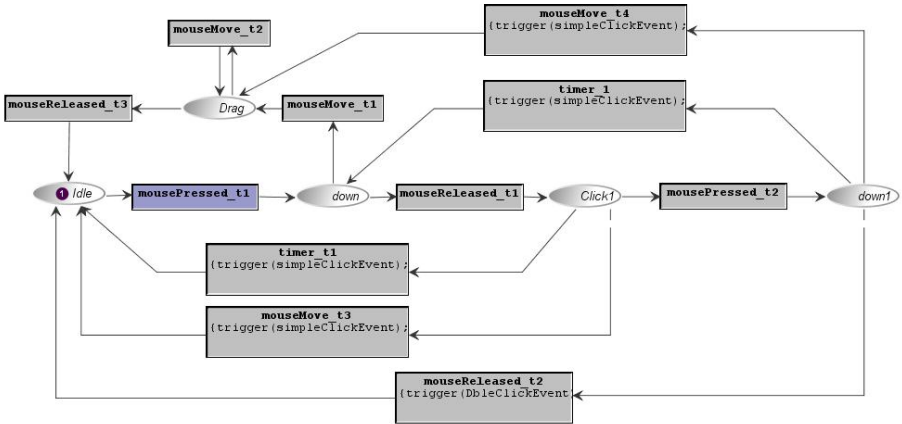 mouseMove_t4
{trigger(simpleClickEvent);
mouseMove_t2
timer_1
{trigger(simpleClickEvent);
mouseReleased_t3
Drag
mouseMove_t1
1 Idle
mousePressed_t1
down
mouseReleased_t1
Click1
mousePressed_t2
down1
timer_t1
{trigger(simpleClickEvent);
mouseMove_t3
{trigger(simpleClickEvent);
mouseReleased_t2
{trigger(DbleClickEvent)